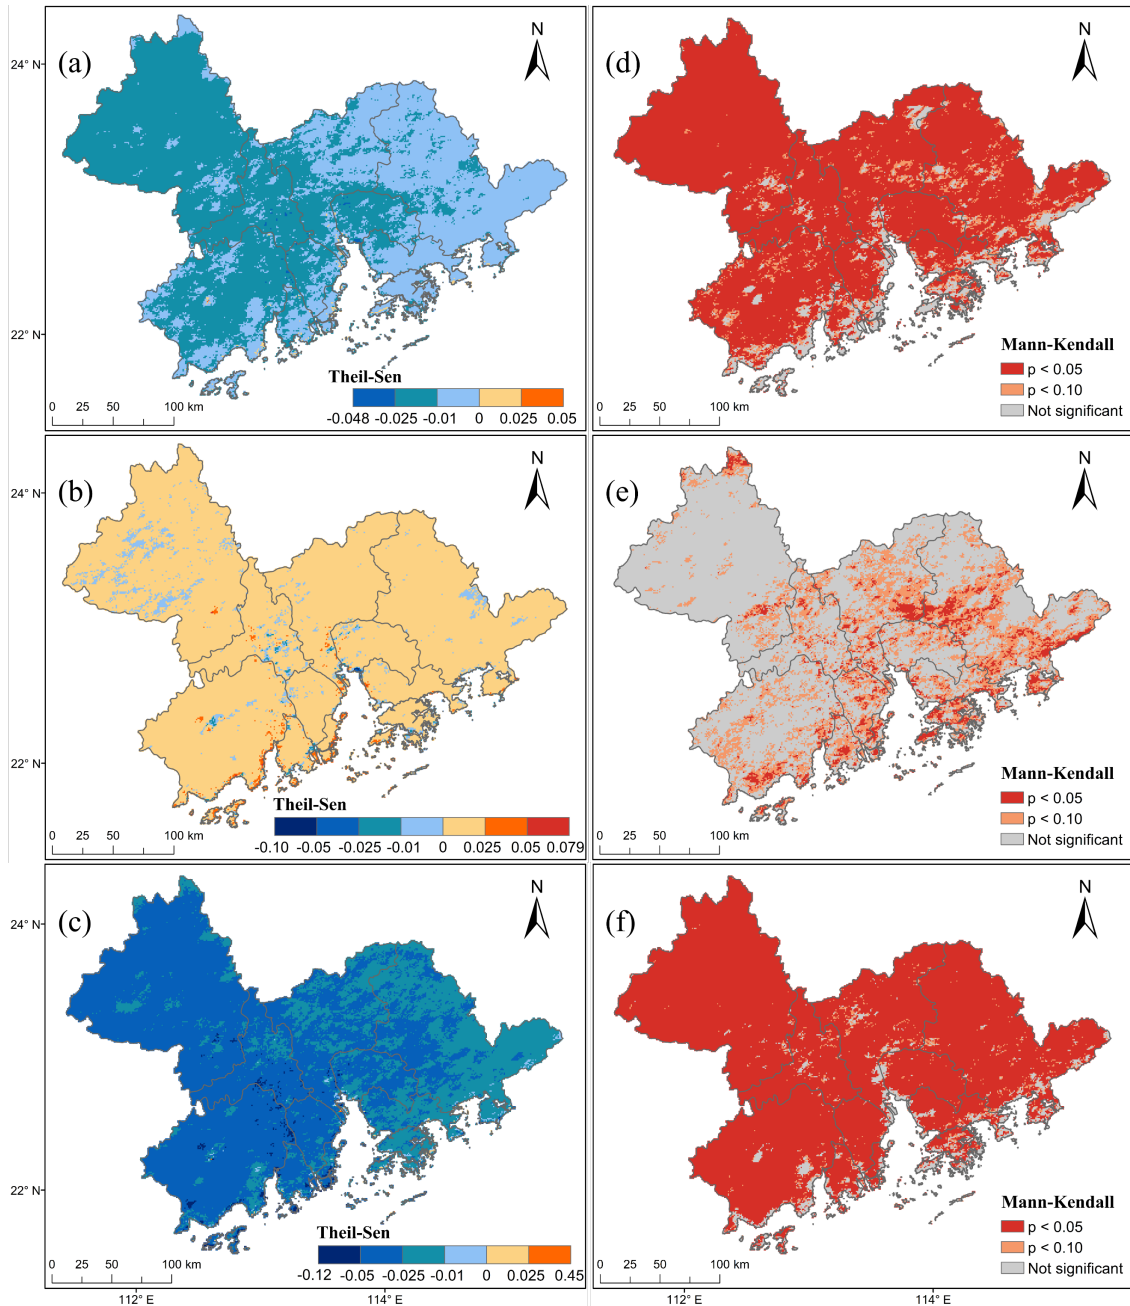 (a)
N
24° N
22° N
Theil-Sen
-0.048 -0.025 -0.01 0 0.025 0.05
0 25 50 100 km
(d)
N
Mann-Kendall
p < 0.05
p < 0.10
Not significant
0 25 50 100 km
(b)
N
24° N
22° N
Theil-Sen
-0.10 -0.05 -0.025 -0.01 0 0.025 0.05 0.079
0 25 50 100 km
(e)
N
Mann-Kendall
p < 0.05
p < 0.10
Not significant
0 25 50 100 km
(c)
N
24° N
22° N
Theil-Sen
-0.12 -0.05 -0.025 -0.01 0 0.025 0.45
0 25 50 100 km
112° E 114° E
(f)
N
Mann-Kendall
p < 0.05
p < 0.10
Not significant
0 25 50 100 km
112° E 114° E